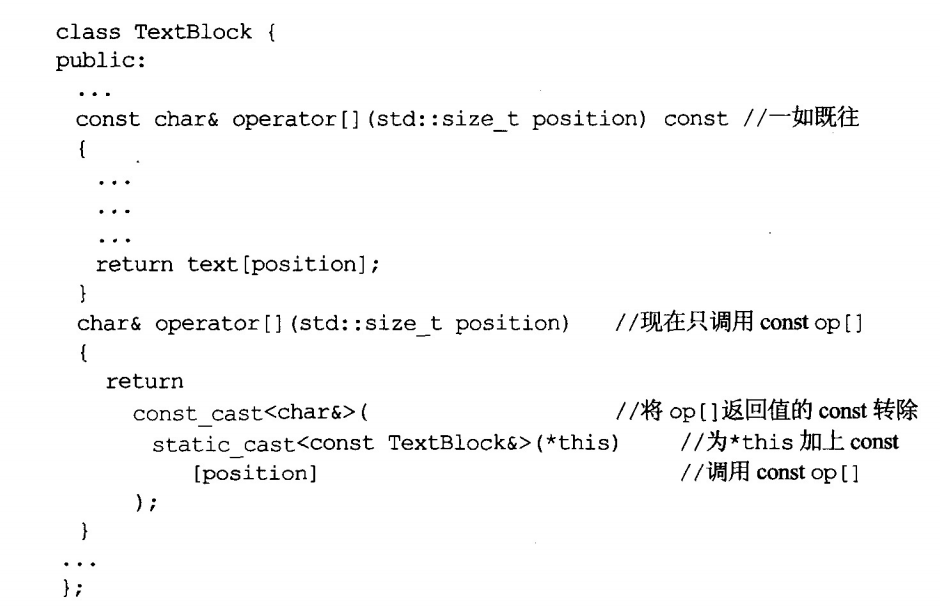 class TextBlock {
public:
...
const char& operator[](std::size_t position) const //一如既往
{
...
...
...
return text[position];
}
char& operator[](std::size_t position) //现在只调用 const op[]
{
return
const_cast<char&>( //将 op[]返回值的 const 转除
static_cast<const TextBlock&>(*this) //为*this 加上 const
[position] //调用 const op[]
);
}
...
};